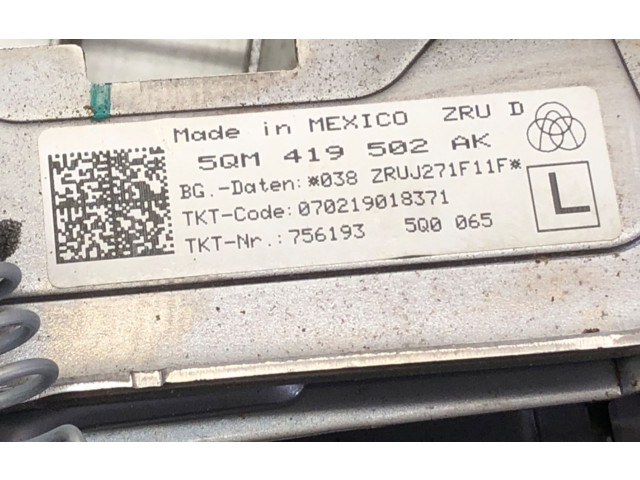 Made in MEXICO ZRU D
5QM 419 502 AK
BG.-Daten: *038 ZRUJ271F11F*
TKT-Code: 070219018371
TKT-Nr.: 756193 5Q0 065
L